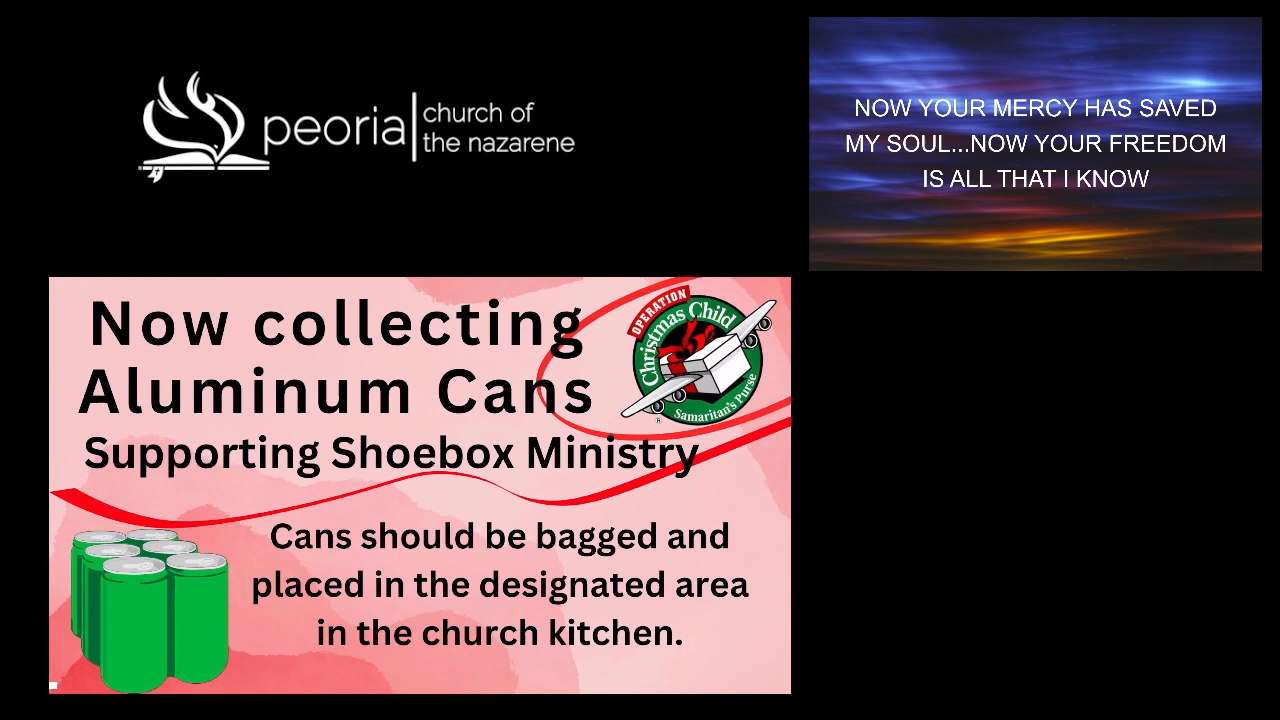 peoria
church of
the nazarene
NOW YOUR MERCY HAS SAVED
MY SOUL...NOW YOUR FREEDOM
IS ALL THAT I KNOW
Now collecting
Aluminum Cans
Supporting Shoebox Ministry
OPERATION
Christmas Child
Samaritan's Purse
®
Cans should be bagged and
placed in the designated area
in the church kitchen.